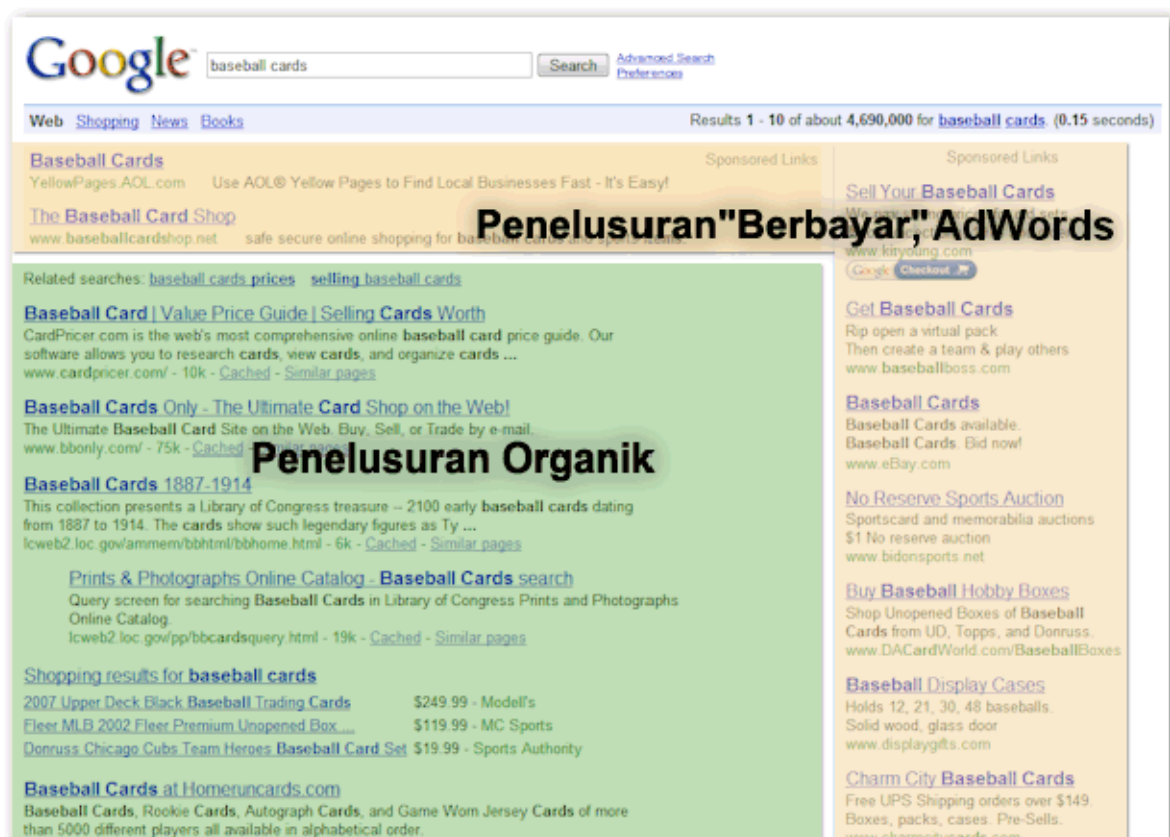 Google
baseball cards
Search
Advanced Search
Preferences
Web Shopping News Books
Results 1 - 10 of about 4,690,000 for baseball cards. (0.15 seconds)
Baseball Cards
Sponsored Links
YellowPages.AOL.com Use AOL® Yellow Pages to Find Local Businesses Fast - It's Easy!
The Baseball Card Shop
www.baseballcardshop.net safe secure online shopping for baseball cards and sports items.
Penelusuran"Berbayar", AdWords
Related searches: baseball cards prices selling baseball cards
Baseball Card | Value Price Guide | Selling Cards Worth
CardPricer.com is the web's most comprehensive online baseball card price guide. Our
software allows you to research cards, view cards, and organize cards ...
www.cardpricer.com/ - 10k - Cached - Similar pages
Baseball Cards Only - The Ultimate Card Shop on the Web!
The Ultimate Baseball Card Site on the Web. Buy, Sell, or Trade by e-mail.
www.bbonly.com/ - 75k - Cached - Similar pages
Penelusuran Organik
Baseball Cards 1887-1914
This collection presents a Library of Congress treasure -- 2100 early baseball cards dating
from 1887 to 1914. The cards show such legendary figures as Ty ...
lcweb2.loc.gov/ammem/bbhtml/bbhome.html - 6k - Cached - Similar pages
Prints & Photographs Online Catalog - Baseball Cards search
Query screen for searching Baseball Cards in Library of Congress Prints and Photographs
Online Catalog.
lcweb2.loc.gov/pp/bbcardsquery.html - 19k - Cached - Similar pages
Shopping results for baseball cards
2007 Upper Deck Black Baseball Trading Cards $249.99 - Modell's
Fleer MLB 2002 Fleer Premium Unopened Box ... $119.99 - MC Sports
Donruss Chicago Cubs Team Heroes Baseball Card Set $19.99 - Sports Authority
Baseball Cards at Homeruncards.com
Baseball Cards, Rookie Cards, Autograph Cards, and Game Worn Jersey Cards of more
than 5000 different players all available in alphabetical order.
Sponsored Links
Sell Your Baseball Cards
www.kiryoung.com
Google Checkout
Get Baseball Cards
Rip open a virtual pack
Then create a team & play others
www.baseballboss.com
Baseball Cards
Baseball Cards available.
Baseball Cards. Bid now!
www.eBay.com
No Reserve Sports Auction
Sportscard and memorabilia auctions
$1 No reserve auction
www.bidonsports.net
Buy Baseball Hobby Boxes
Shop Unopened Boxes of Baseball
Cards from UD, Topps, and Donruss.
www.DACardWorld.com/BaseballBoxes
Baseball Display Cases
Holds 12, 21, 30, 48 baseballs.
Solid wood, glass door
www.displaygifts.com
Charm City Baseball Cards
Free UPS Shipping orders over $149.
Boxes, packs, cases. Pre-Sells.